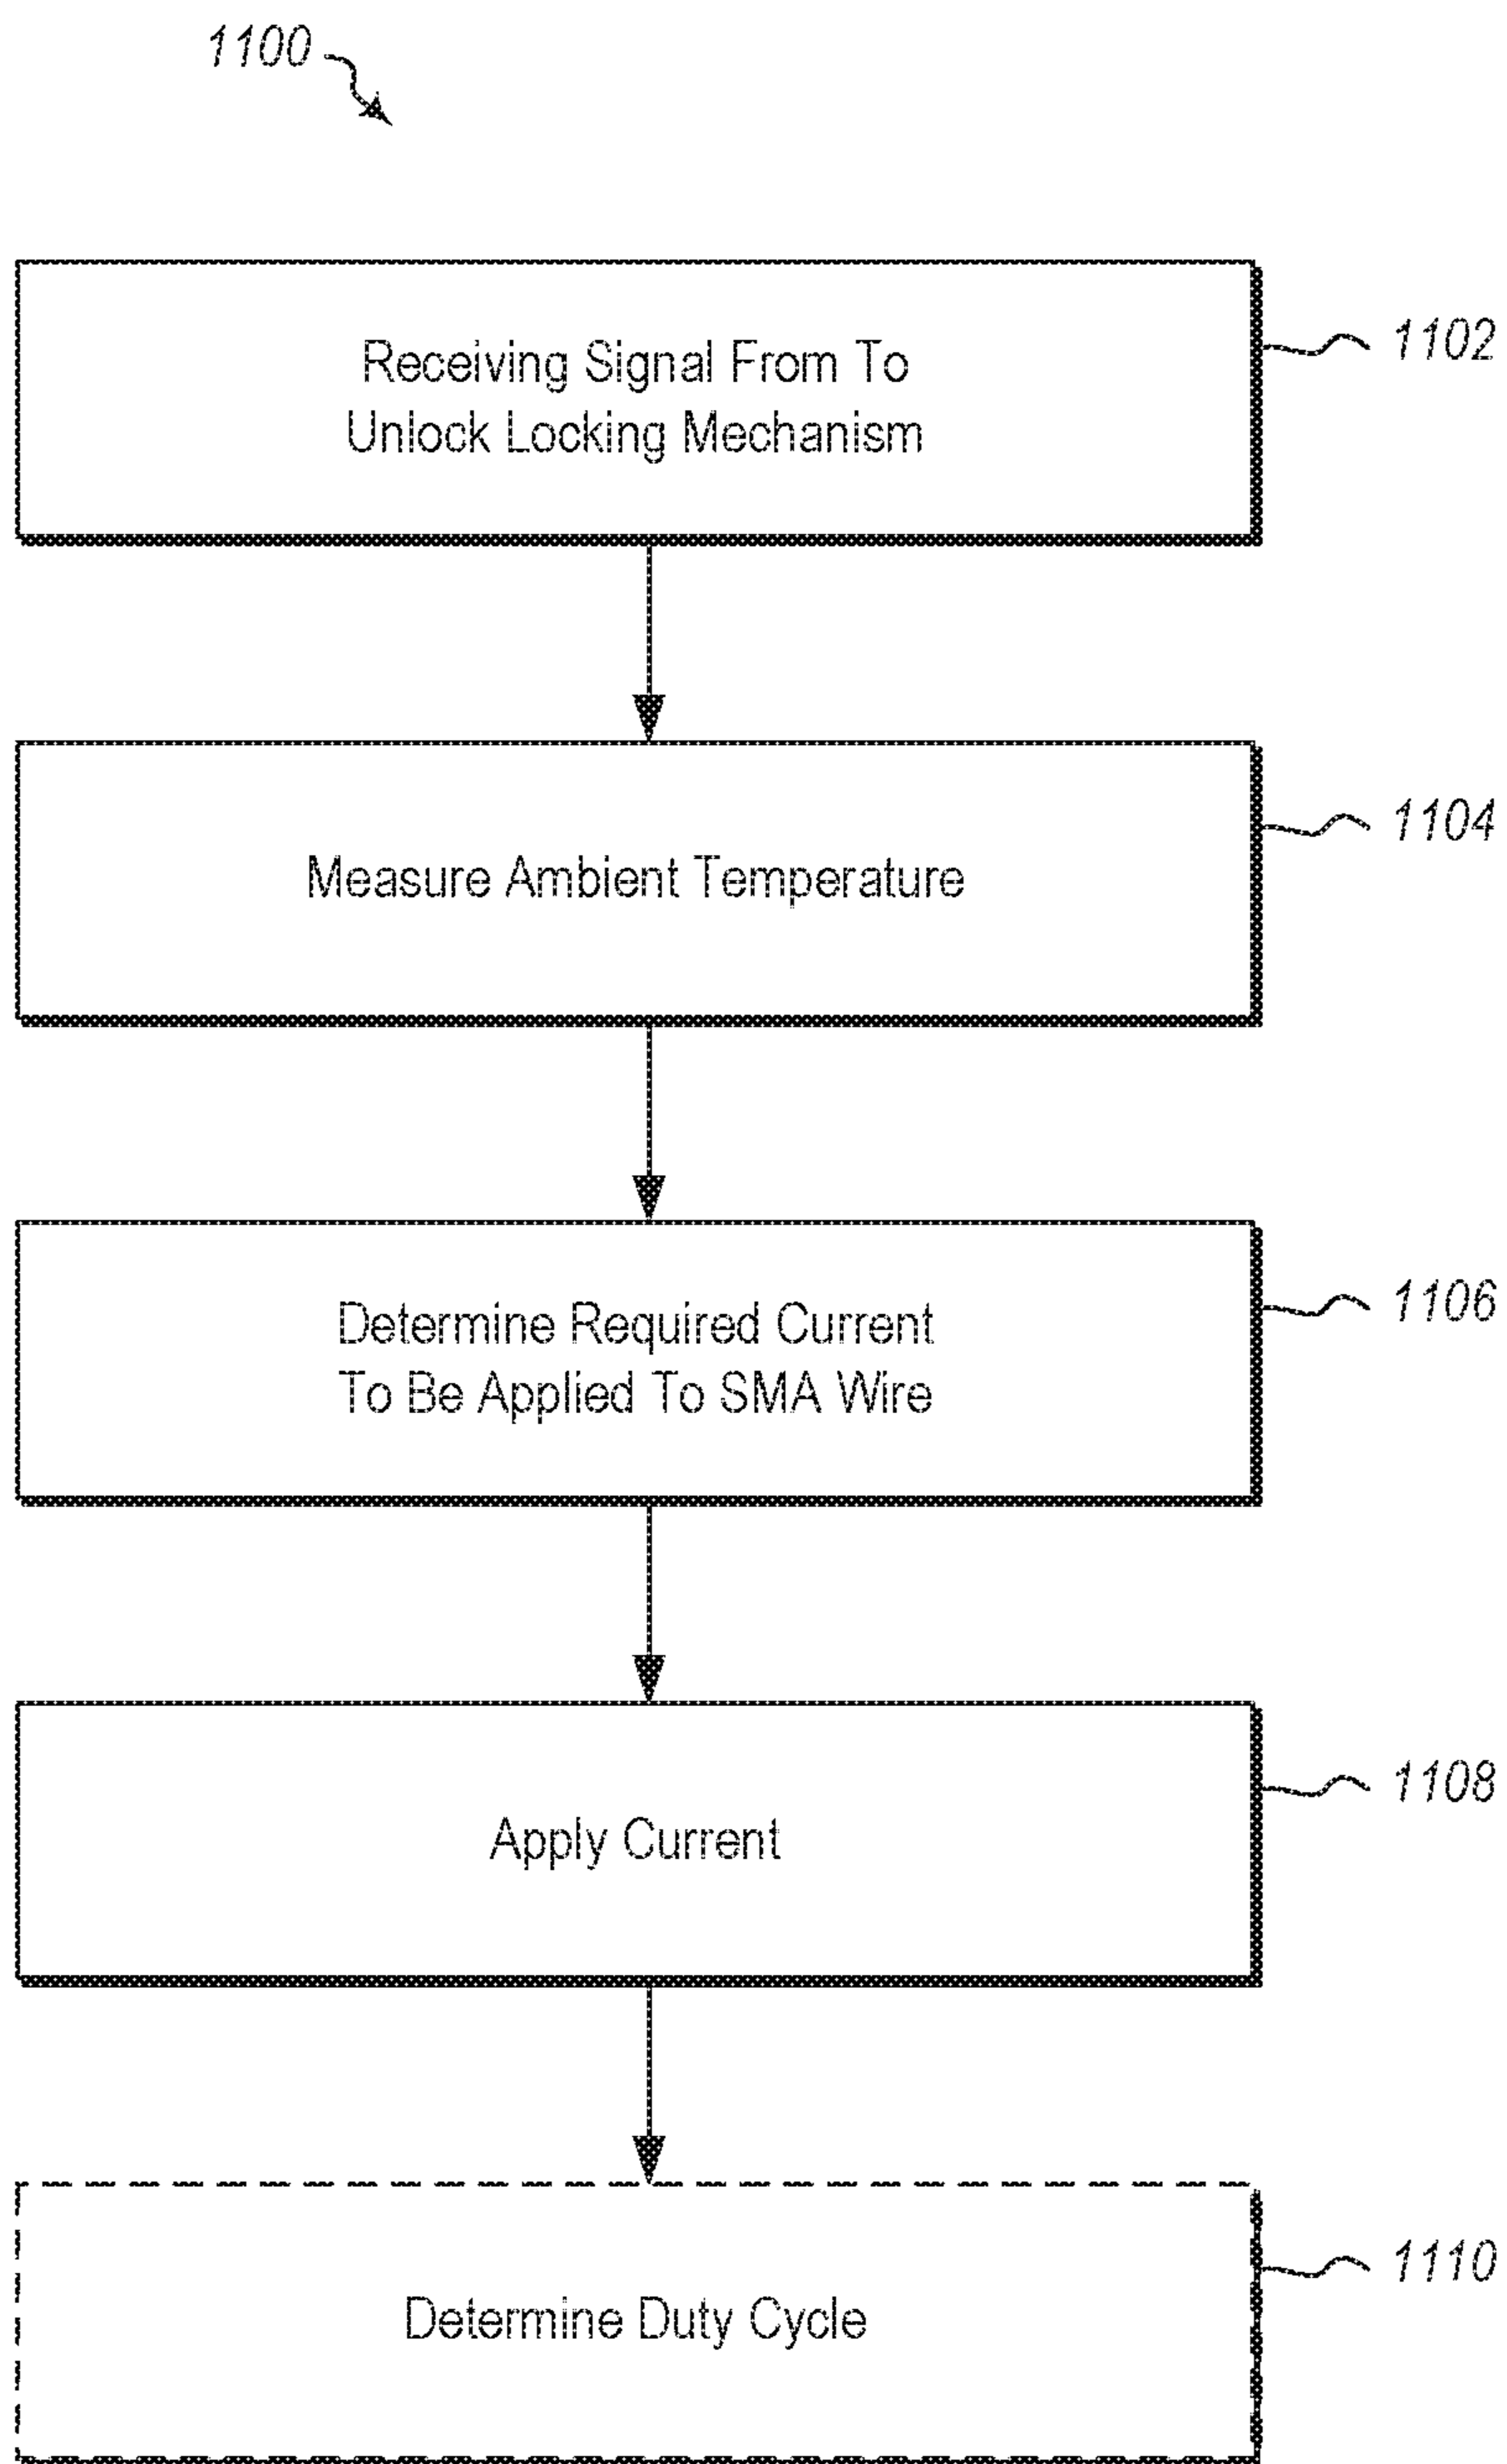 1100
Receiving Signal From To
Unlock Locking Mechanism
1102
Measure Ambient Temperature
1104
Determine Required Current
To Be Applied To SMA Wire
1106
Apply Current
1108
Determine Duty Cycle
1110